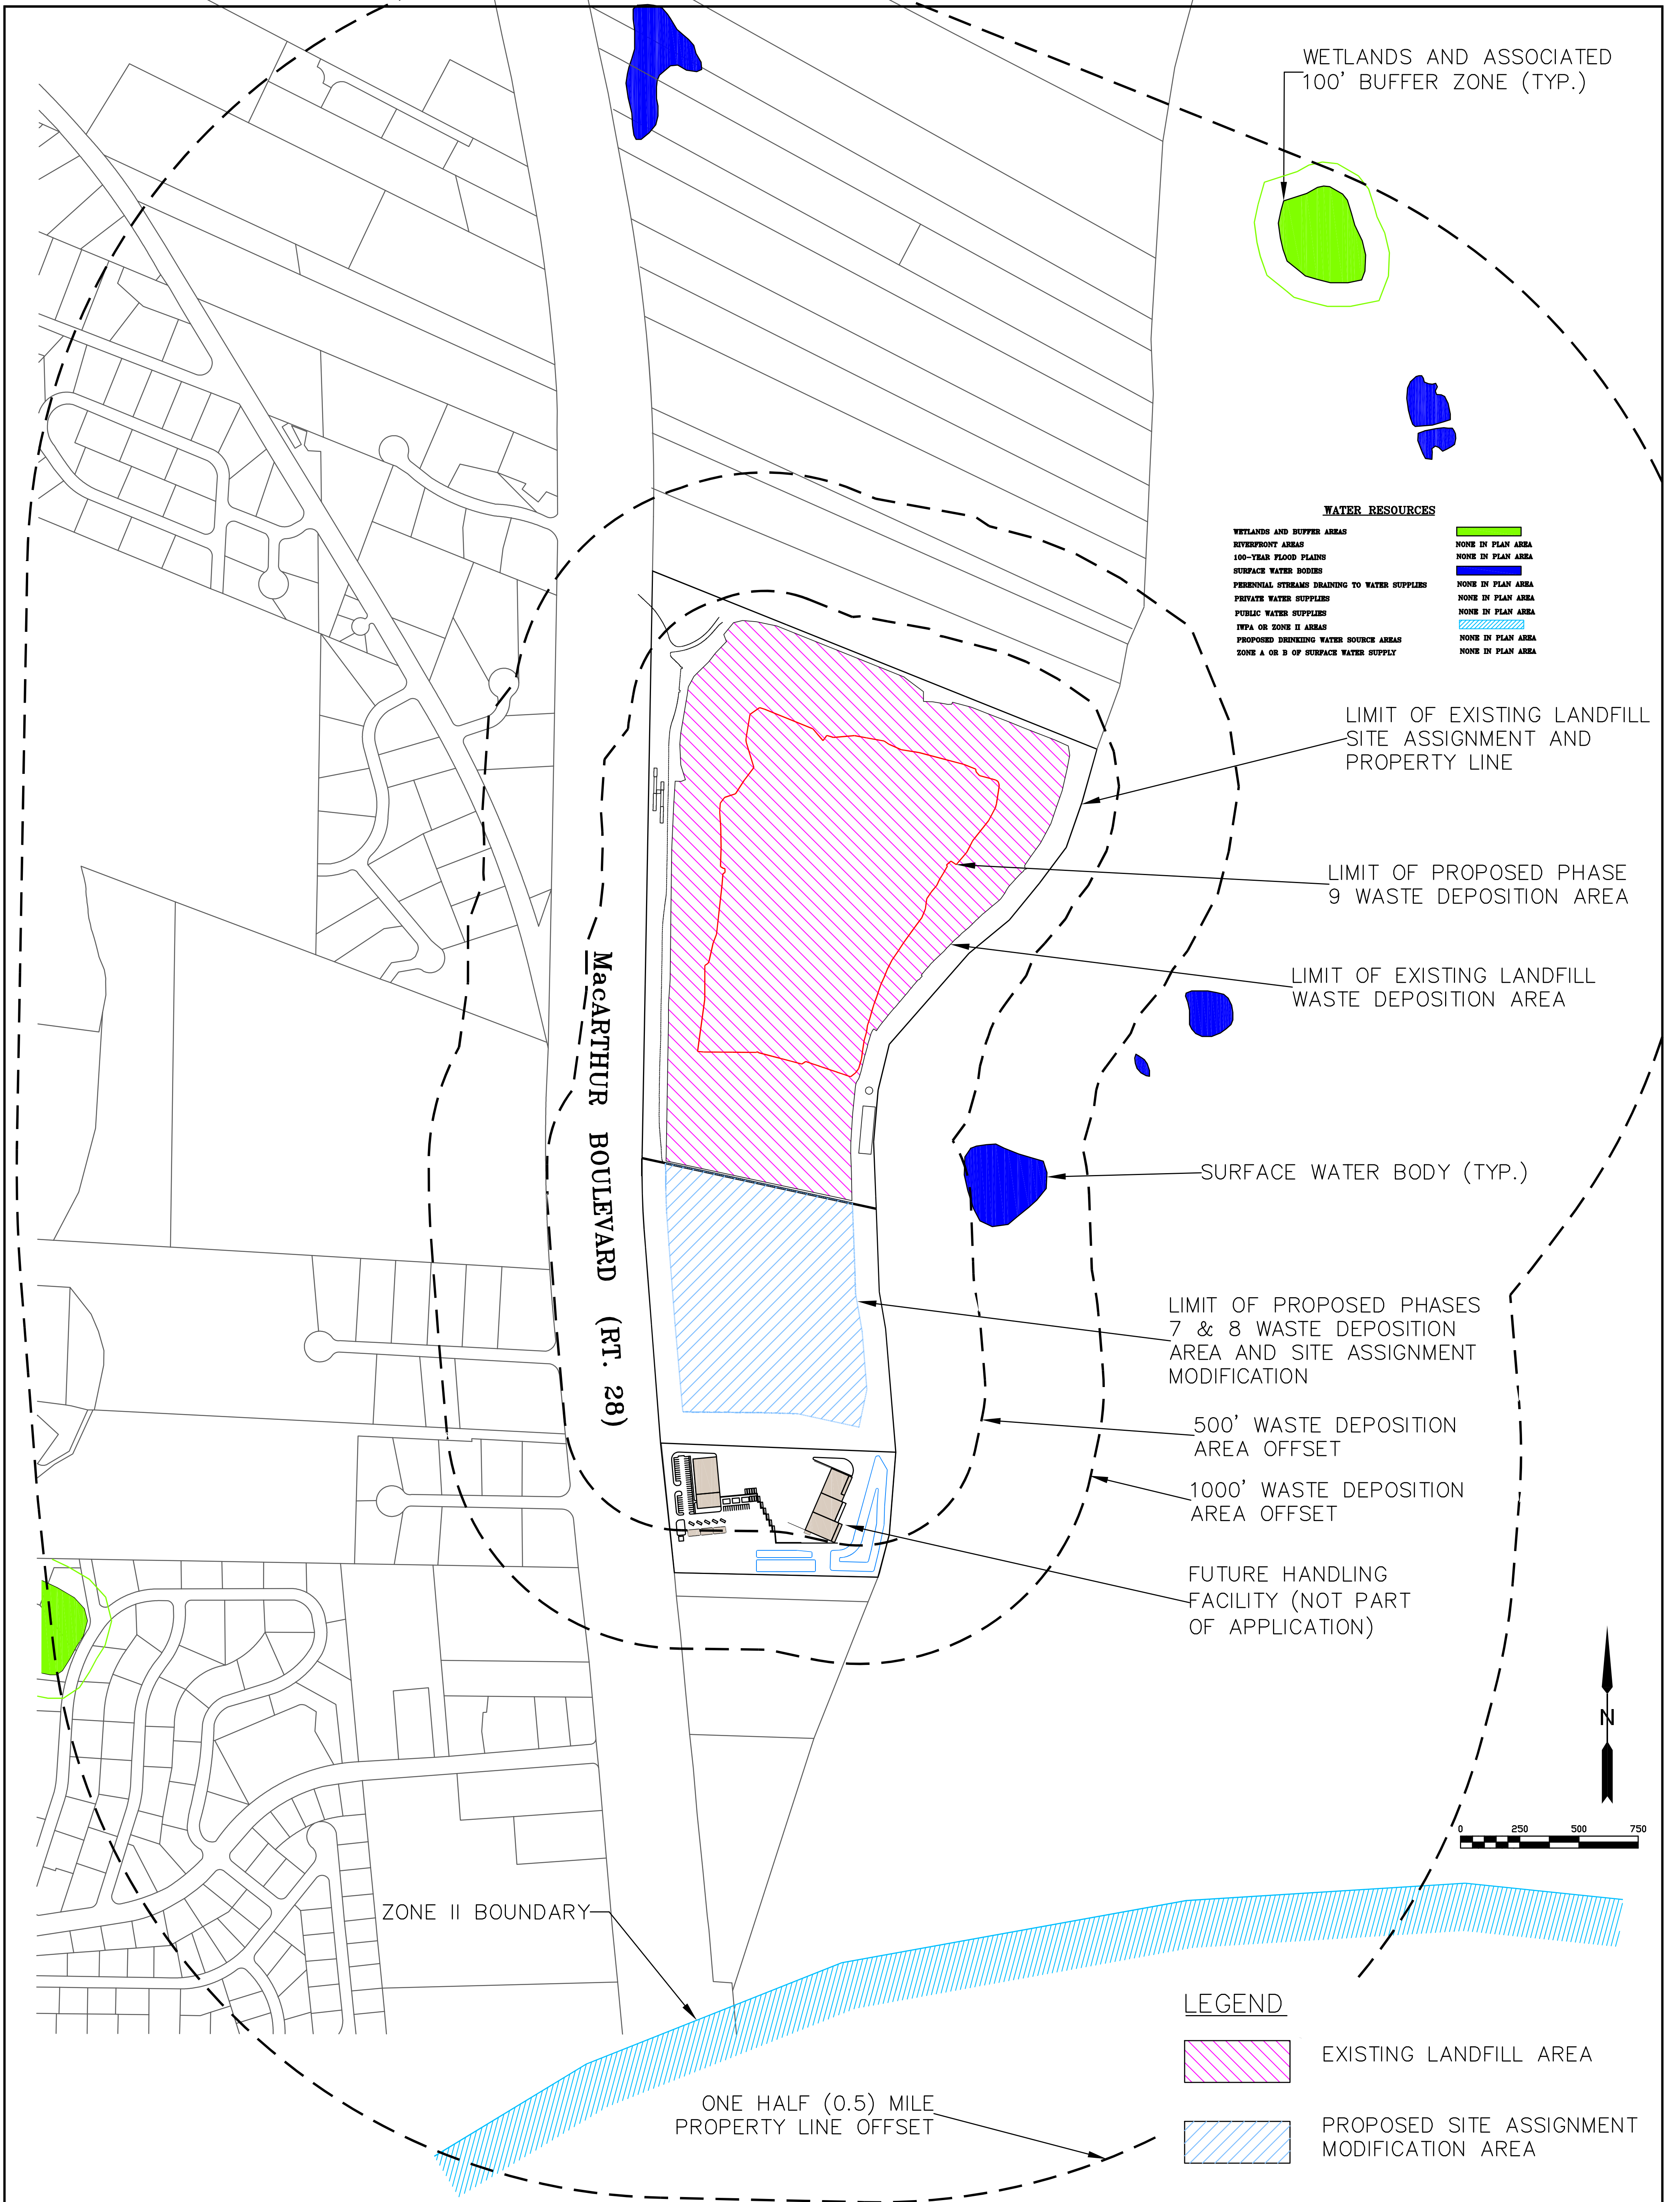 WETLANDS AND ASSOCIATED
100' BUFFER ZONE (TYP.)
WATER RESOURCES
WETLANDS AND BUFFER AREAS
RIVERFRONT AREAS NONE IN PLAN AREA
100-YEAR FLOOD PLAINS NONE IN PLAN AREA
SURFACE WATER BODIES
PERENNIAL STREAMS DRAINING TO WATER SUPPLIES NONE IN PLAN AREA
PRIVATE WATER SUPPLIES NONE IN PLAN AREA
PUBLIC WATER SUPPLIES NONE IN PLAN AREA
IWPA OR ZONE II AREAS
PROPOSED DRINKIING WATER SOURCE AREAS NONE IN PLAN AREA
ZONE A OR B OF SURFACE WATER SUPPLY NONE IN PLAN AREA
LIMIT OF EXISTING LANDFILL
SITE ASSIGNMENT AND
PROPERTY LINE
LIMIT OF PROPOSED PHASE
9 WASTE DEPOSITION AREA
LIMIT OF EXISTING LANDFILL
WASTE DEPOSITION AREA
MacARTHUR BOULEVARD (RT. 28)
SURFACE WATER BODY (TYP.)
LIMIT OF PROPOSED PHASES
7 & 8 WASTE DEPOSITION
AREA AND SITE ASSIGNMENT
MODIFICATION
500' WASTE DEPOSITION
AREA OFFSET
1000' WASTE DEPOSITION
AREA OFFSET
FUTURE HANDLING
FACILITY (NOT PART
OF APPLICATION)
N
0 250 500 750
ZONE II BOUNDARY
LEGEND
EXISTING LANDFILL AREA
ONE HALF (0.5) MILE
PROPERTY LINE OFFSET
PROPOSED SITE ASSIGNMENT
MODIFICATION AREA